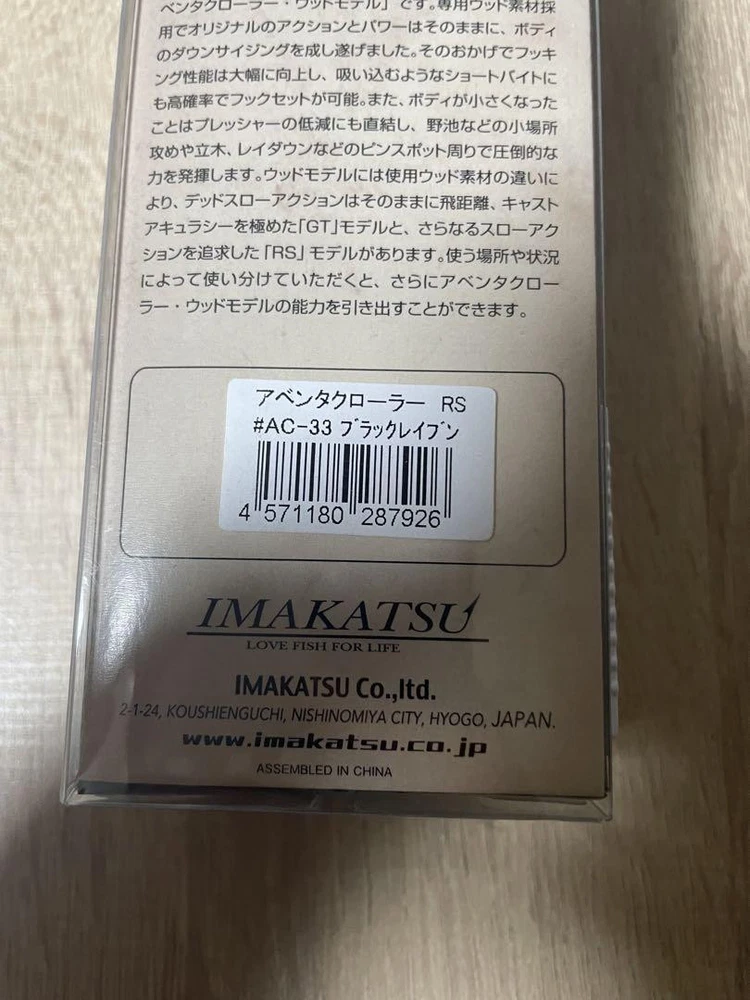 ベンタクローラー・ウッドモデル」です。専用ウッド素材採
用でオリジナルのアクションとパワーはそのままに、ボディ
のダウンサイジングを成し遂げました。そのおかげでフッキ
ング性能は大幅に向上し、吸い込むようなショートバイトに
も高確率でフックセットが可能。また、ボディが小さくなった
ことはプレッシャーの低減にも直結し、野池などの小場所
攻めや立木、レイダウンなどのピンスポット周りで圧倒的な
力を発揮します。ウッドモデルには使用ウッド素材の違いに
より、デッドスローアクションはそのままに飛距離、キャスト
アキュラシーを極めた「GT」モデルと、さらなるスローアク
ションを追求した「RS」モデルがあります。使う場所や状況
によって使い分けていただくと、さらにアベンタクロー
ラー・ウッドモデルの能力を引き出すことができます。
アベンタクローラー RS
#AC-33 ブラックレイブン
4 571180 287926
IMAKATSU
LOVE FISH FOR LIFE
IMAKATSU Co.,ltd.
2-1-24, KOUSHIENGUCHI, NISHINOMIYA CITY, HYOGO, JAPAN.
www.imakatsu.co.jp
ASSEMBLED IN CHINA